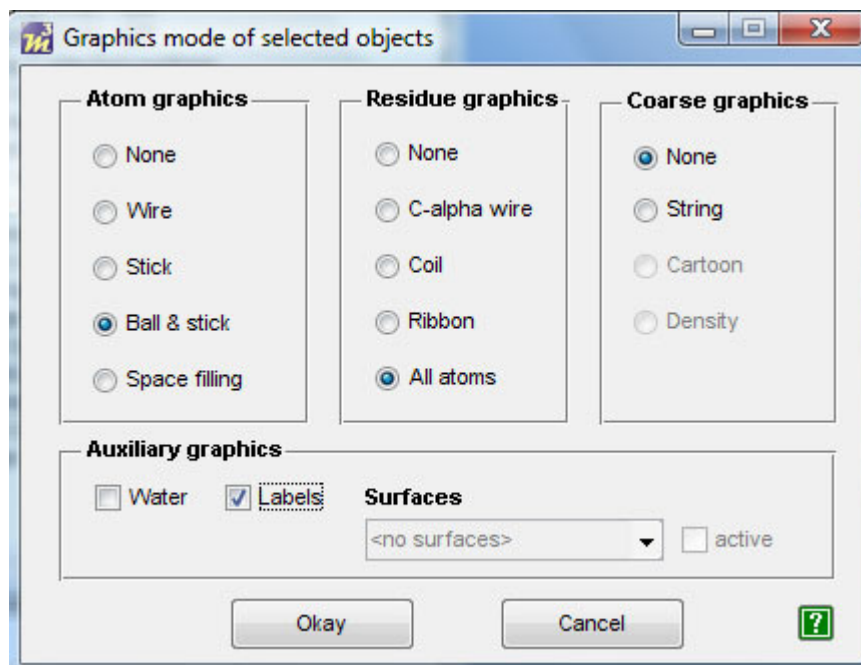 Graphics mode of selected objects
Atom graphics
None
Wire
Stick
Ball & stick
Space filling
Residue graphics
None
C-alpha wire
Coil
Ribbon
All atoms
Coarse graphics
None
String
Cartoon
Density
Auxiliary graphics
Water
Labels
Surfaces
<no surfaces>
active
Okay
Cancel
?